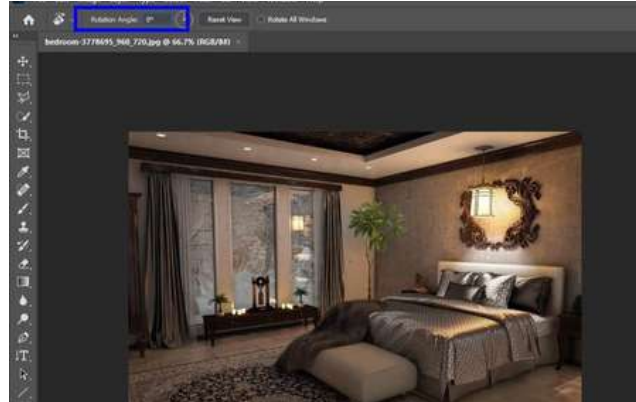 Rotation Angle: 0° Reset View Rotate All Windows
bedroom-3778695_960_720.jpg @ 66.7% (RGB/8#) ×